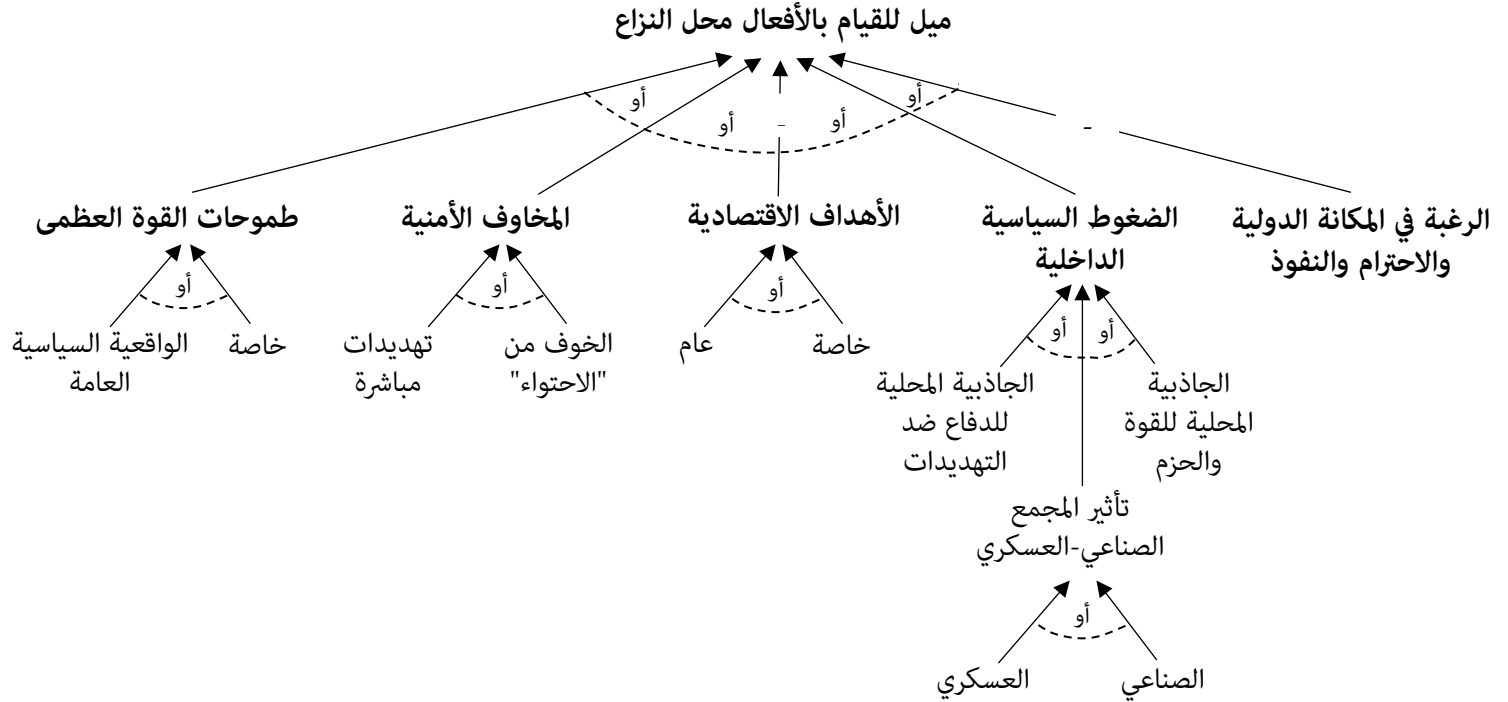 ميل للقيام بالأفعال محل النزاع
أو
أو
أو
أو
-
-
طموحات القوة العظمى
المخاوف الأمنية
الأهداف الاقتصادية
الضغوط السياسية
الداخلية
الرغبة في المكانة الدولية
والاحترام والنفوذ
أو
أو
أو
أو
أو
الواقعية السياسية
العامة
خاصة
تهديدات
مباشرة
الخوف من
"الاحتواء"
عام
خاصة
الجاذبية المحلية
للدفاع ضد
التهديدات
الجاذبية
المحلية للقوة
والحزم
تأثير المجمع
الصناعي-العسكري
أو
العسكري
الصناعي